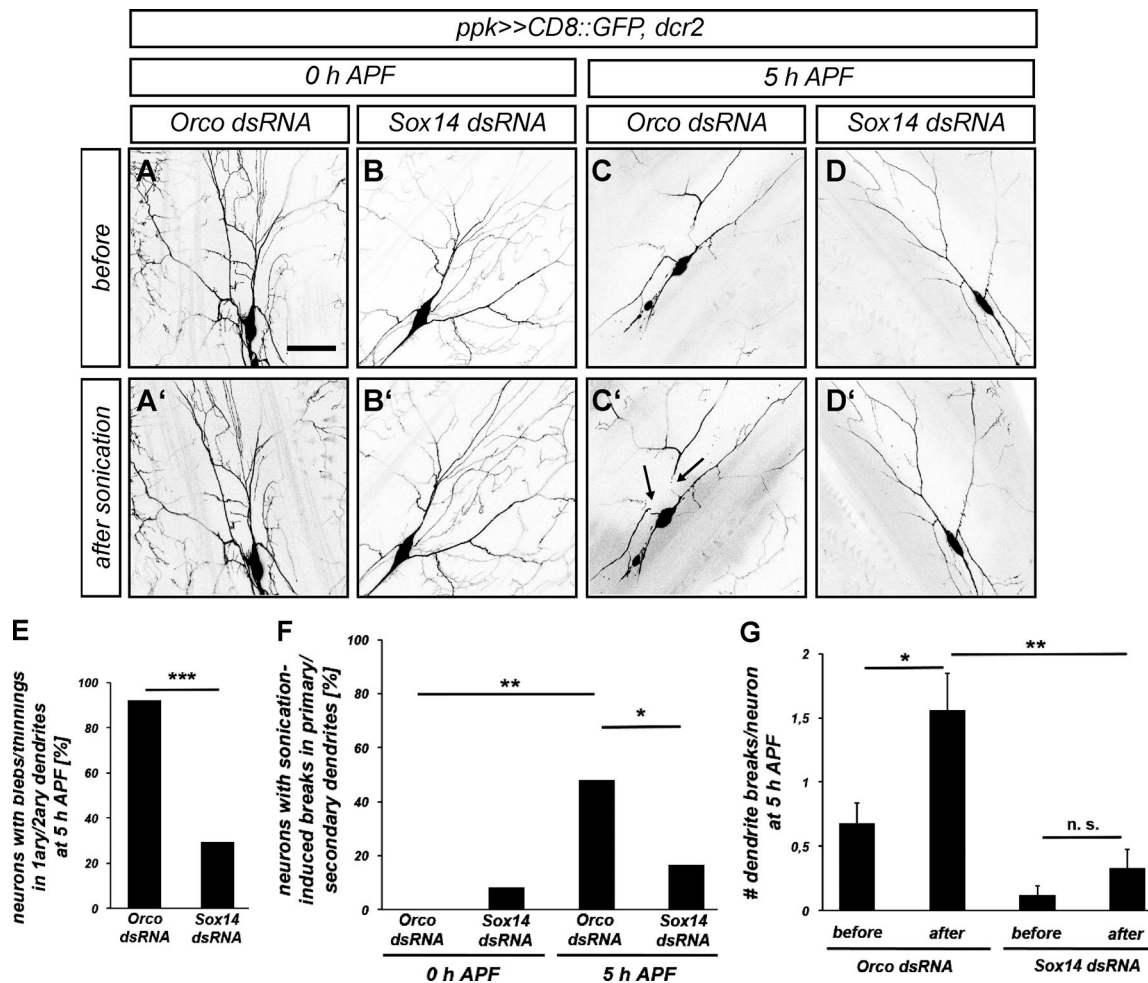 ppk>>CD8::GFP, dcr2
0 h APF
5 h APF
Orco dsRNA
Sox14 dsRNA
Orco dsRNA
Sox14 dsRNA
before
A
B
C
D
after sonication
A'
B'
C'
D'
E
neurons with blebs/thinnings
in 1ary/2ary dendrites
at 5 h APF [%]
100
80
60
40
20
0
***
Orco
dsRNA
Sox14
dsRNA
F
neurons with sonication-
induced breaks in primary/
secondary dendrites [%]
100
80
60
40
20
0
**
*
Orco
dsRNA
Sox14
dsRNA
Orco
dsRNA
Sox14
dsRNA
0 h APF
5 h APF
G
# dendrite breaks/neuron
at 5 h APF
2
1,5
1
0,5
0
*
**
n. s.
before
after
before
after
Orco dsRNA
Sox14 dsRNA